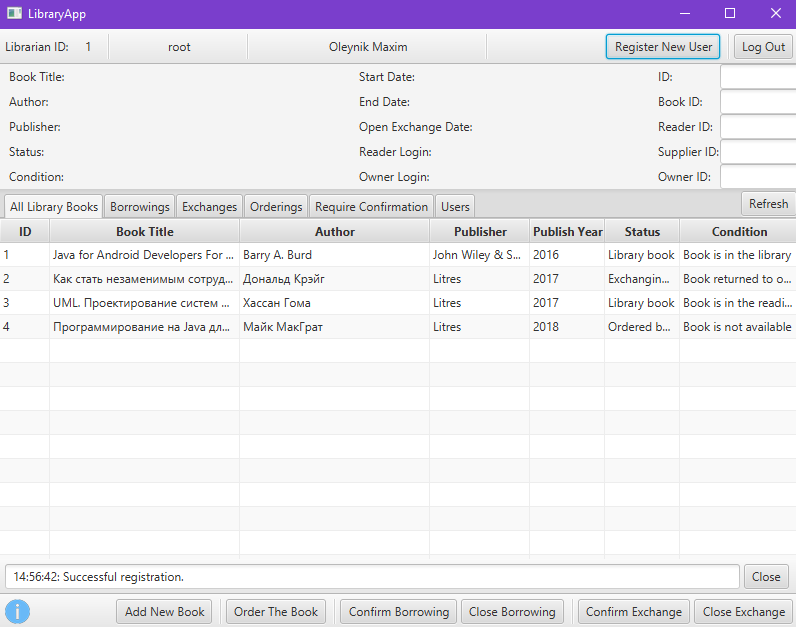 LibraryApp
Librarian ID: 1 root Oleynik Maxim Register New User Log Out
Book Title: Start Date: ID:
Author: End Date: Book ID:
Publisher: Open Exchange Date: Reader ID:
Status: Reader Login: Supplier ID:
Condition: Owner Login: Owner ID:
All Library Books Borrowings Exchanges Orderings Require Confirmation Users Refresh
ID Book Title Author Publisher Publish Year Status Condition
1 Java for Android Developers For ... Barry A. Burd John Wiley & S... 2016 Library book Book is in the library
2 Как стать незаменимым сотруд... Дональд Крэйг Litres 2017 Exchangin... Book returned to o...
3 UML. Проектирование систем ... Хассан Гома Litres 2017 Library book Book is in the readi...
4 Программирование на Java дл... Майк МакГрат Litres 2018 Ordered b... Book is not available
14:56:42: Successful registration. Close
i Add New Book Order The Book Confirm Borrowing Close Borrowing Confirm Exchange Close Exchange